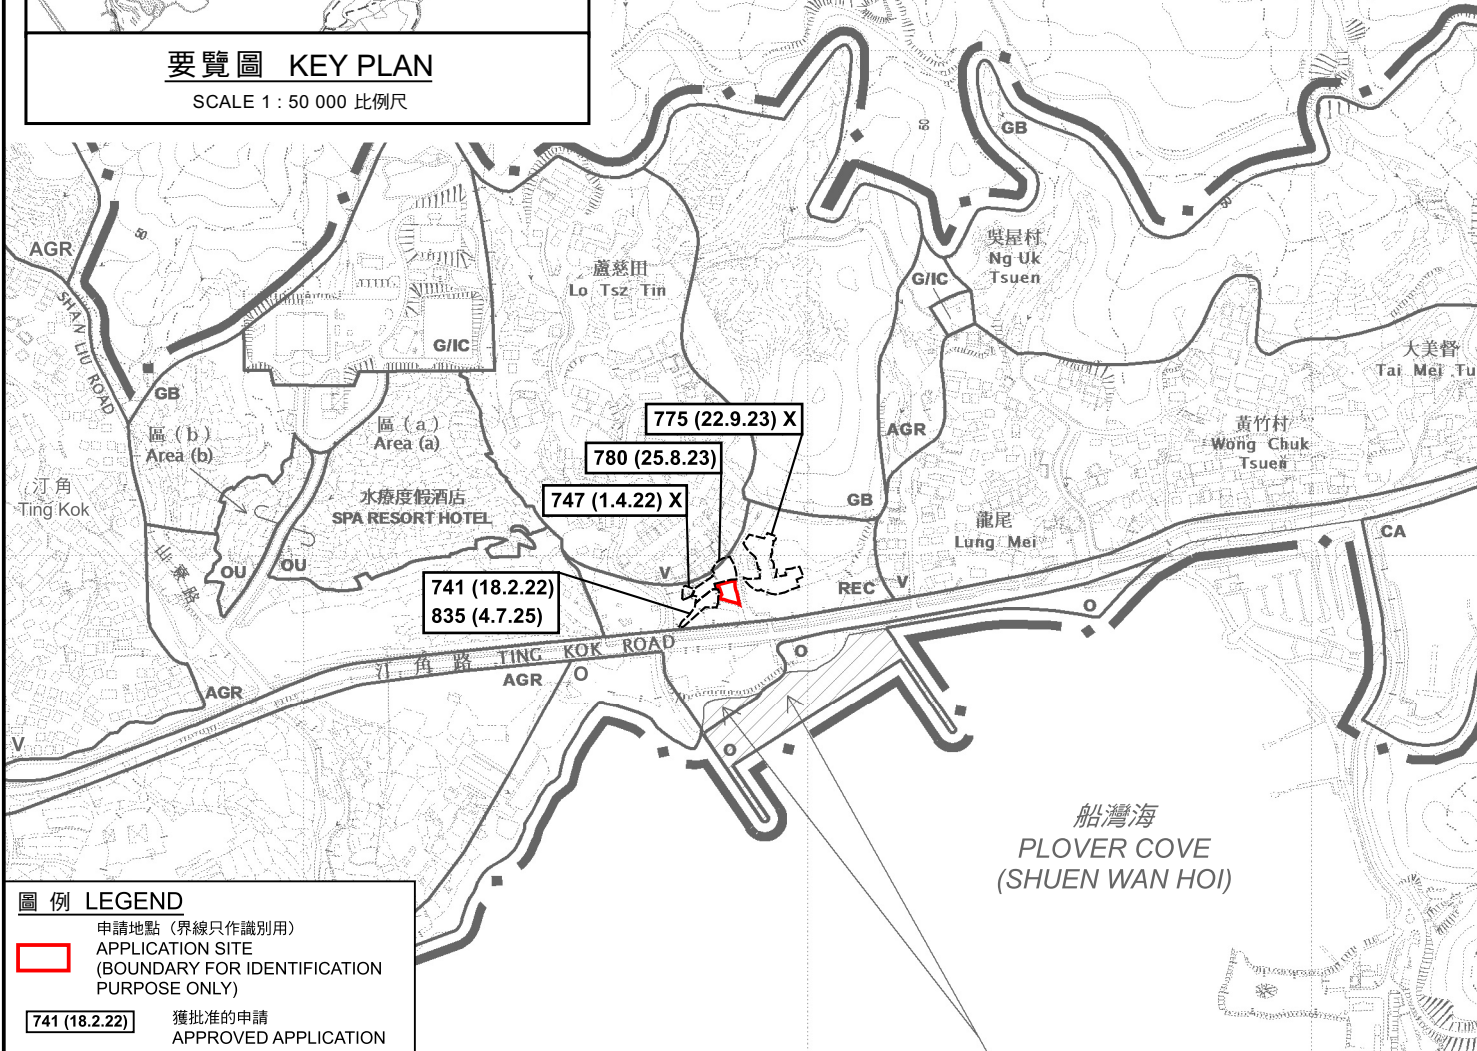 要覽圖 KEY PLAN
SCALE 1 : 50 000 比例尺
50
GB
50
AGR
50
SHAN LIU ROAD
吳屋村
Ng Uk
Tsuen
G/IC
蘆慈田
Lo Tsz Tin
G/IC
大美督
Tai Mei Tu
GB
區 ( b )
Area (b)
區 ( a )
Area (a)
775 (22.9.23) X
AGR
黃竹村
Wong Chuk
Tsuen
780 (25.8.23)
汀角
Ting Kok
水療度假酒店
SPA RESORT HOTEL
747 (1.4.22) X
GB
龍尾
Lung Mei
CA
山寮路
OU
OU
V
REC
V
741 (18.2.22)
835 (4.7.25)
O
汀角路 TING KOK ROAD
O
AGR
O
AGR
V
O
船灣海
PLOVER COVE
(SHUEN WAN HOI)
圖例 LEGEND
申請地點（界線只作識別用）
APPLICATION SITE
(BOUNDARY FOR IDENTIFICATION
PURPOSE ONLY)
741 (18.2.22)
獲批准的申請
APPROVED APPLICATION